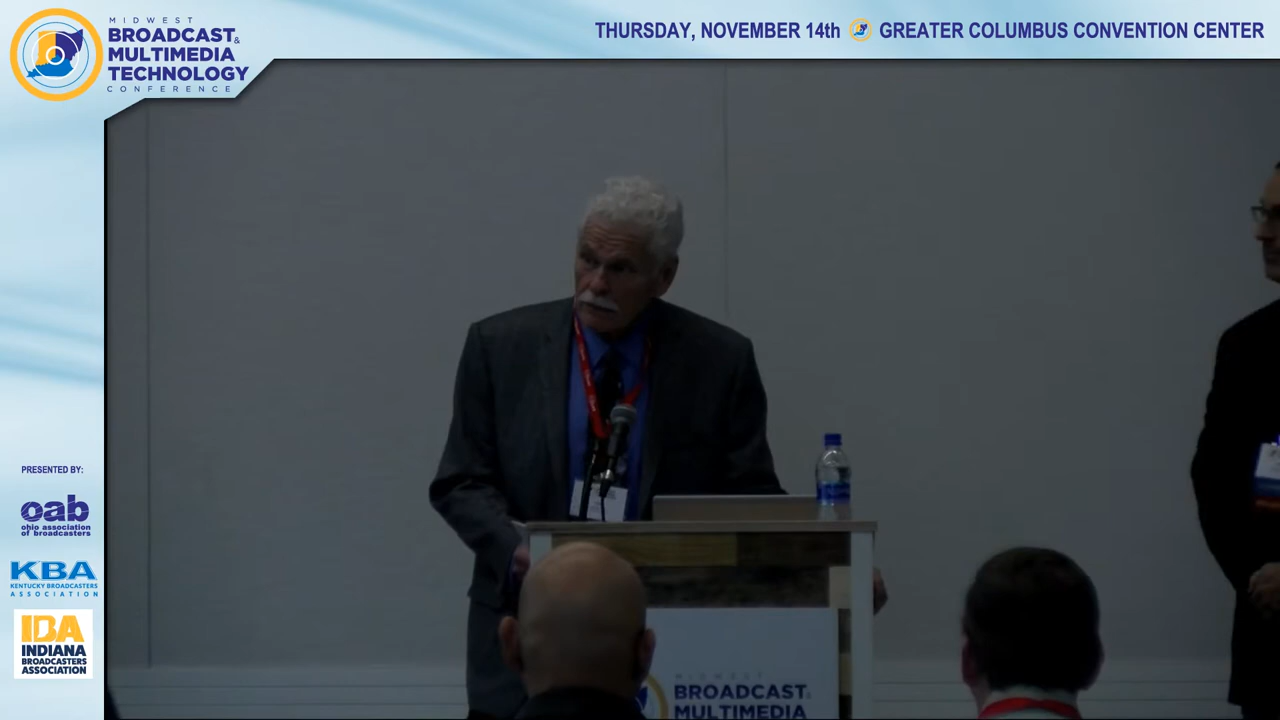 MIDWEST
BROADCAST&
MULTIMEDIA
TECHNOLOGY
CONFERENCE
THURSDAY, NOVEMBER 14th GREATER COLUMBUS CONVENTION CENTER
PRESENTED BY:
oab
ohio association
of broadcasters
KBA
KENTUCKY BROADCASTERS
ASSOCIATION
IBA
INDIANA
BROADCASTERS
ASSOCIATION
MIDWEST
BROADCAST&
MULTIMEDIA